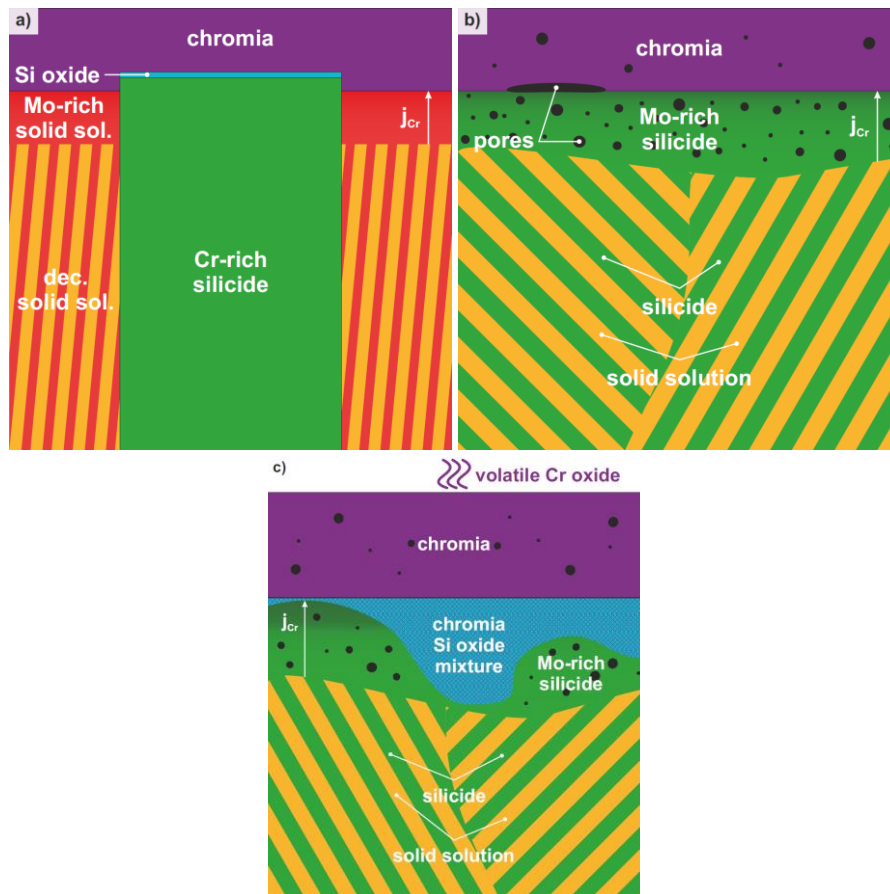 a)
chromia
Si oxide
Mo-rich
solid sol.
jCr
dec.
solid sol.
Cr-rich
silicide
b)
chromia
Mo-rich
silicide
jCr
pores
silicide
solid solution
c)
volatile Cr oxide
chromia
jCr
chromia
Si oxide
mixture
Mo-rich
silicide
silicide
solid solution